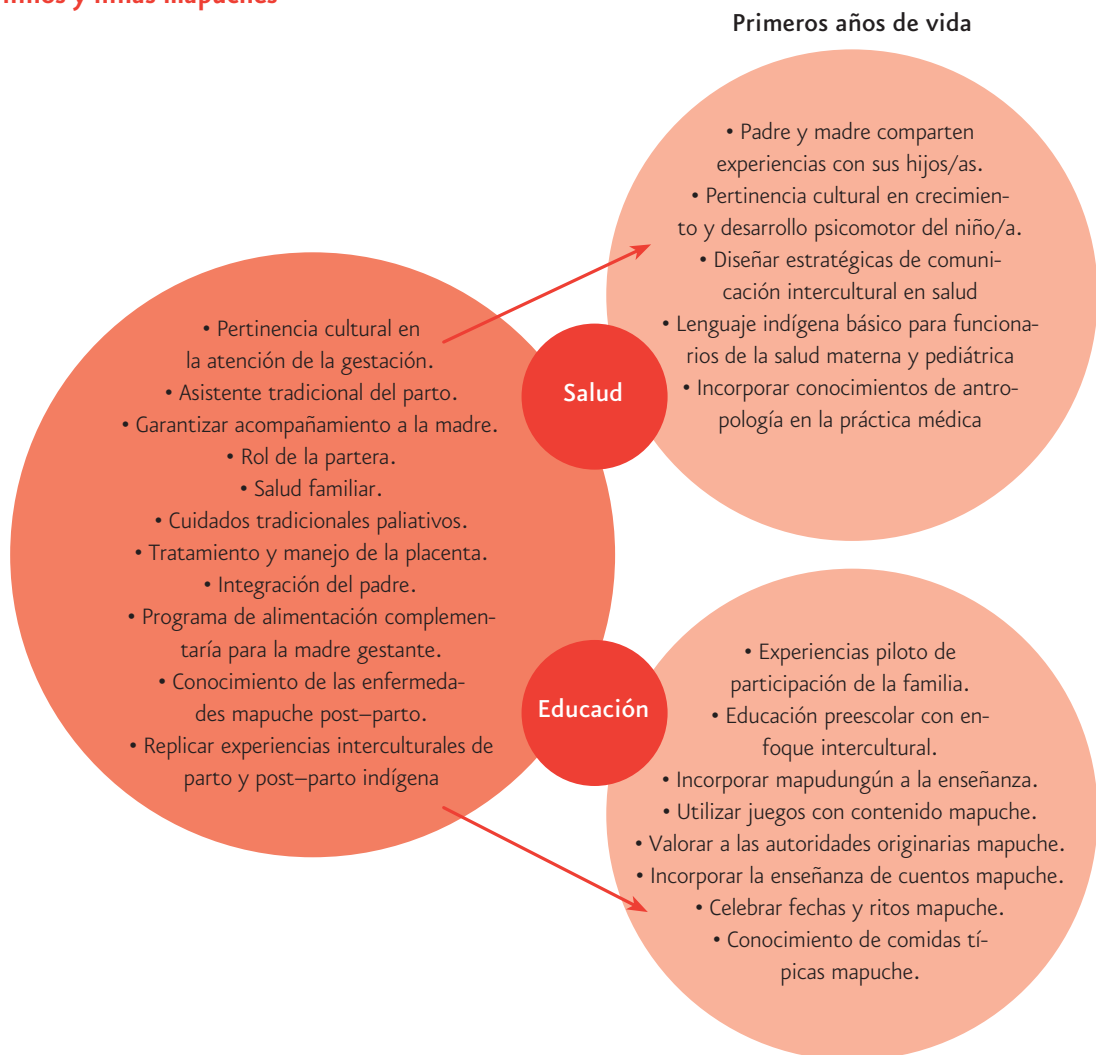 niños y niñas mapuches
Primeros años de vida
• Pertinencia cultural en
la atención de la gestación.
• Asistente tradicional del parto.
• Garantizar acompañamiento a la madre.
• Rol de la partera.
• Salud familiar.
• Cuidados tradicionales paliativos.
• Tratamiento y manejo de la placenta.
• Integración del padre.
• Programa de alimentación complemen-
taría para la madre gestante.
• Conocimiento de las enfermeda-
des mapuche post–parto.
• Replicar experiencias interculturales de
parto y post–parto indígena
Salud
• Padre y madre comparten
experiencias con sus hijos/as.
• Pertinencia cultural en crecimien-
to y desarrollo psicomotor del niño/a.
• Diseñar estratégicas de comuni-
cación intercultural en salud
• Lenguaje indígena básico para funciona-
rios de la salud materna y pediátrica
• Incorporar conocimientos de antro-
pología en la práctica médica
Educación
• Experiencias piloto de
participación de la familia.
• Educación preescolar con en-
foque intercultural.
• Incorporar mapudungún a la enseñanza.
• Utilizar juegos con contenido mapuche.
• Valorar a las autoridades originarias mapuche.
• Incorporar la enseñanza de cuentos mapuche.
• Celebrar fechas y ritos mapuche.
• Conocimiento de comidas tí-
picas mapuche.